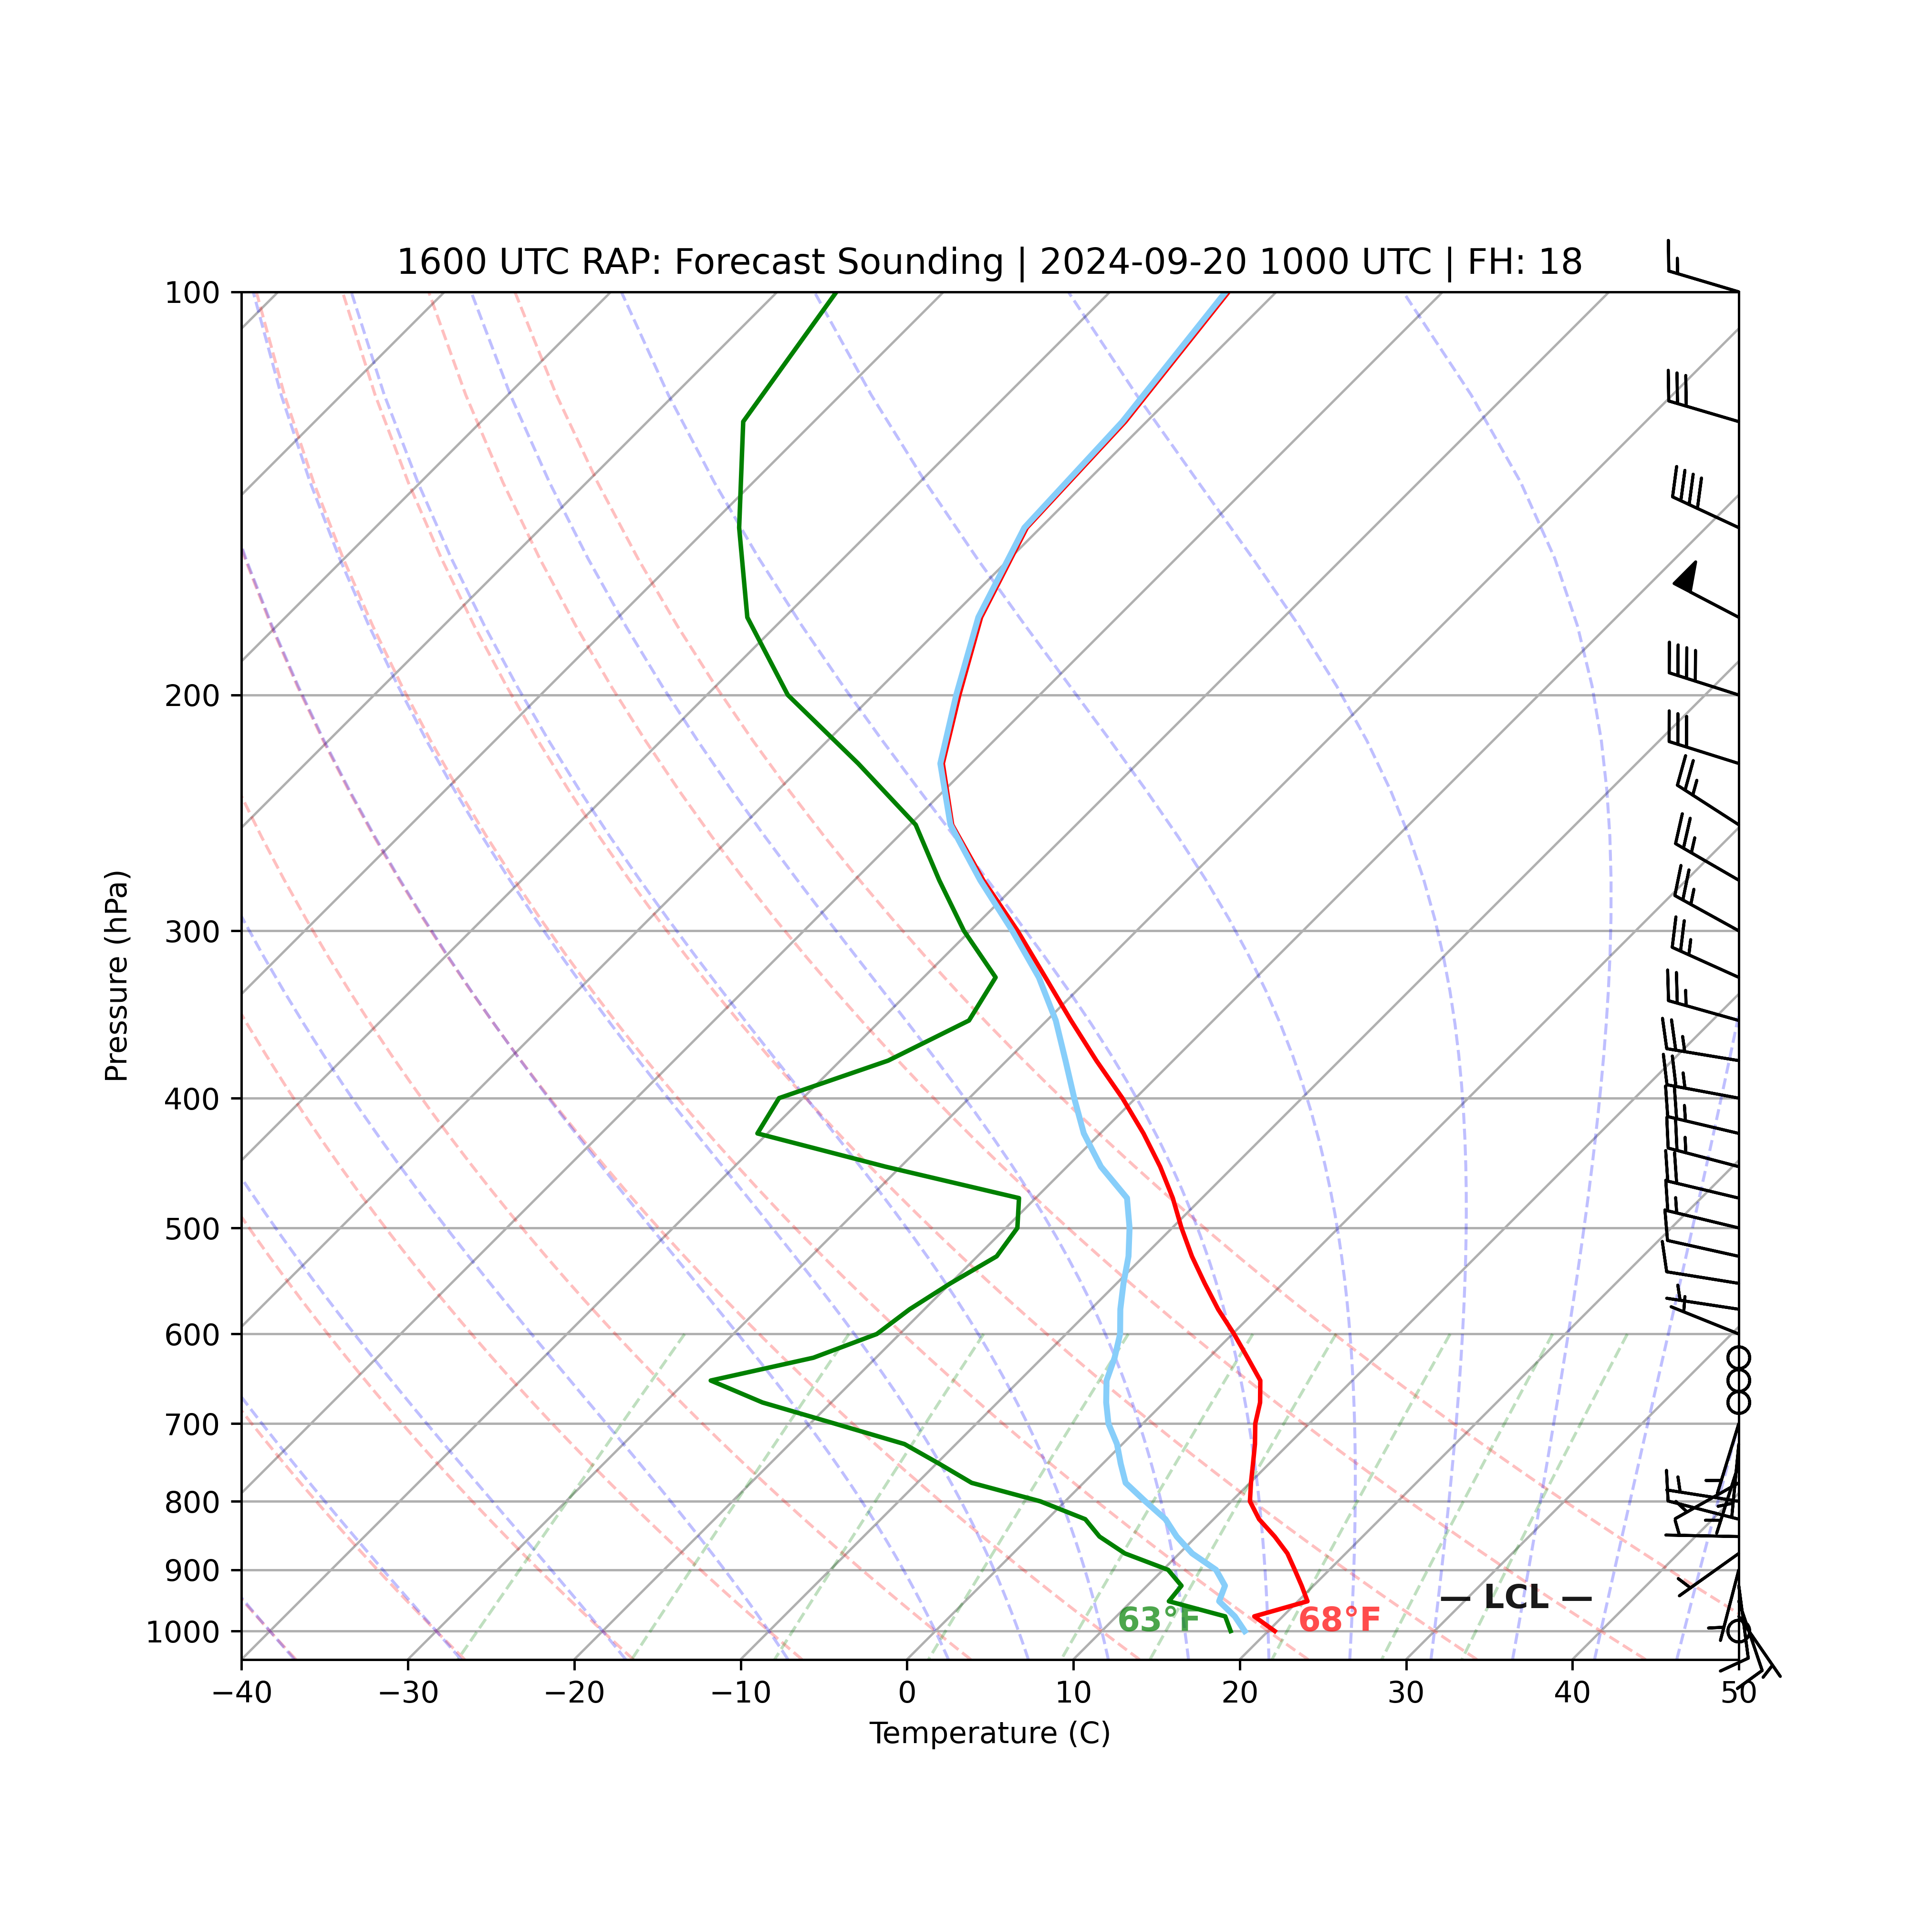 1600 UTC RAP: Forecast Sounding | 2024-09-20 1000 UTC | FH: 18
100
200
300
400
500
600
700
800
900
1000
Pressure (hPa)
— LCL —
63°F 68°F
−40 −30 −20 −10 0 10 20 30 40 50
Temperature (C)